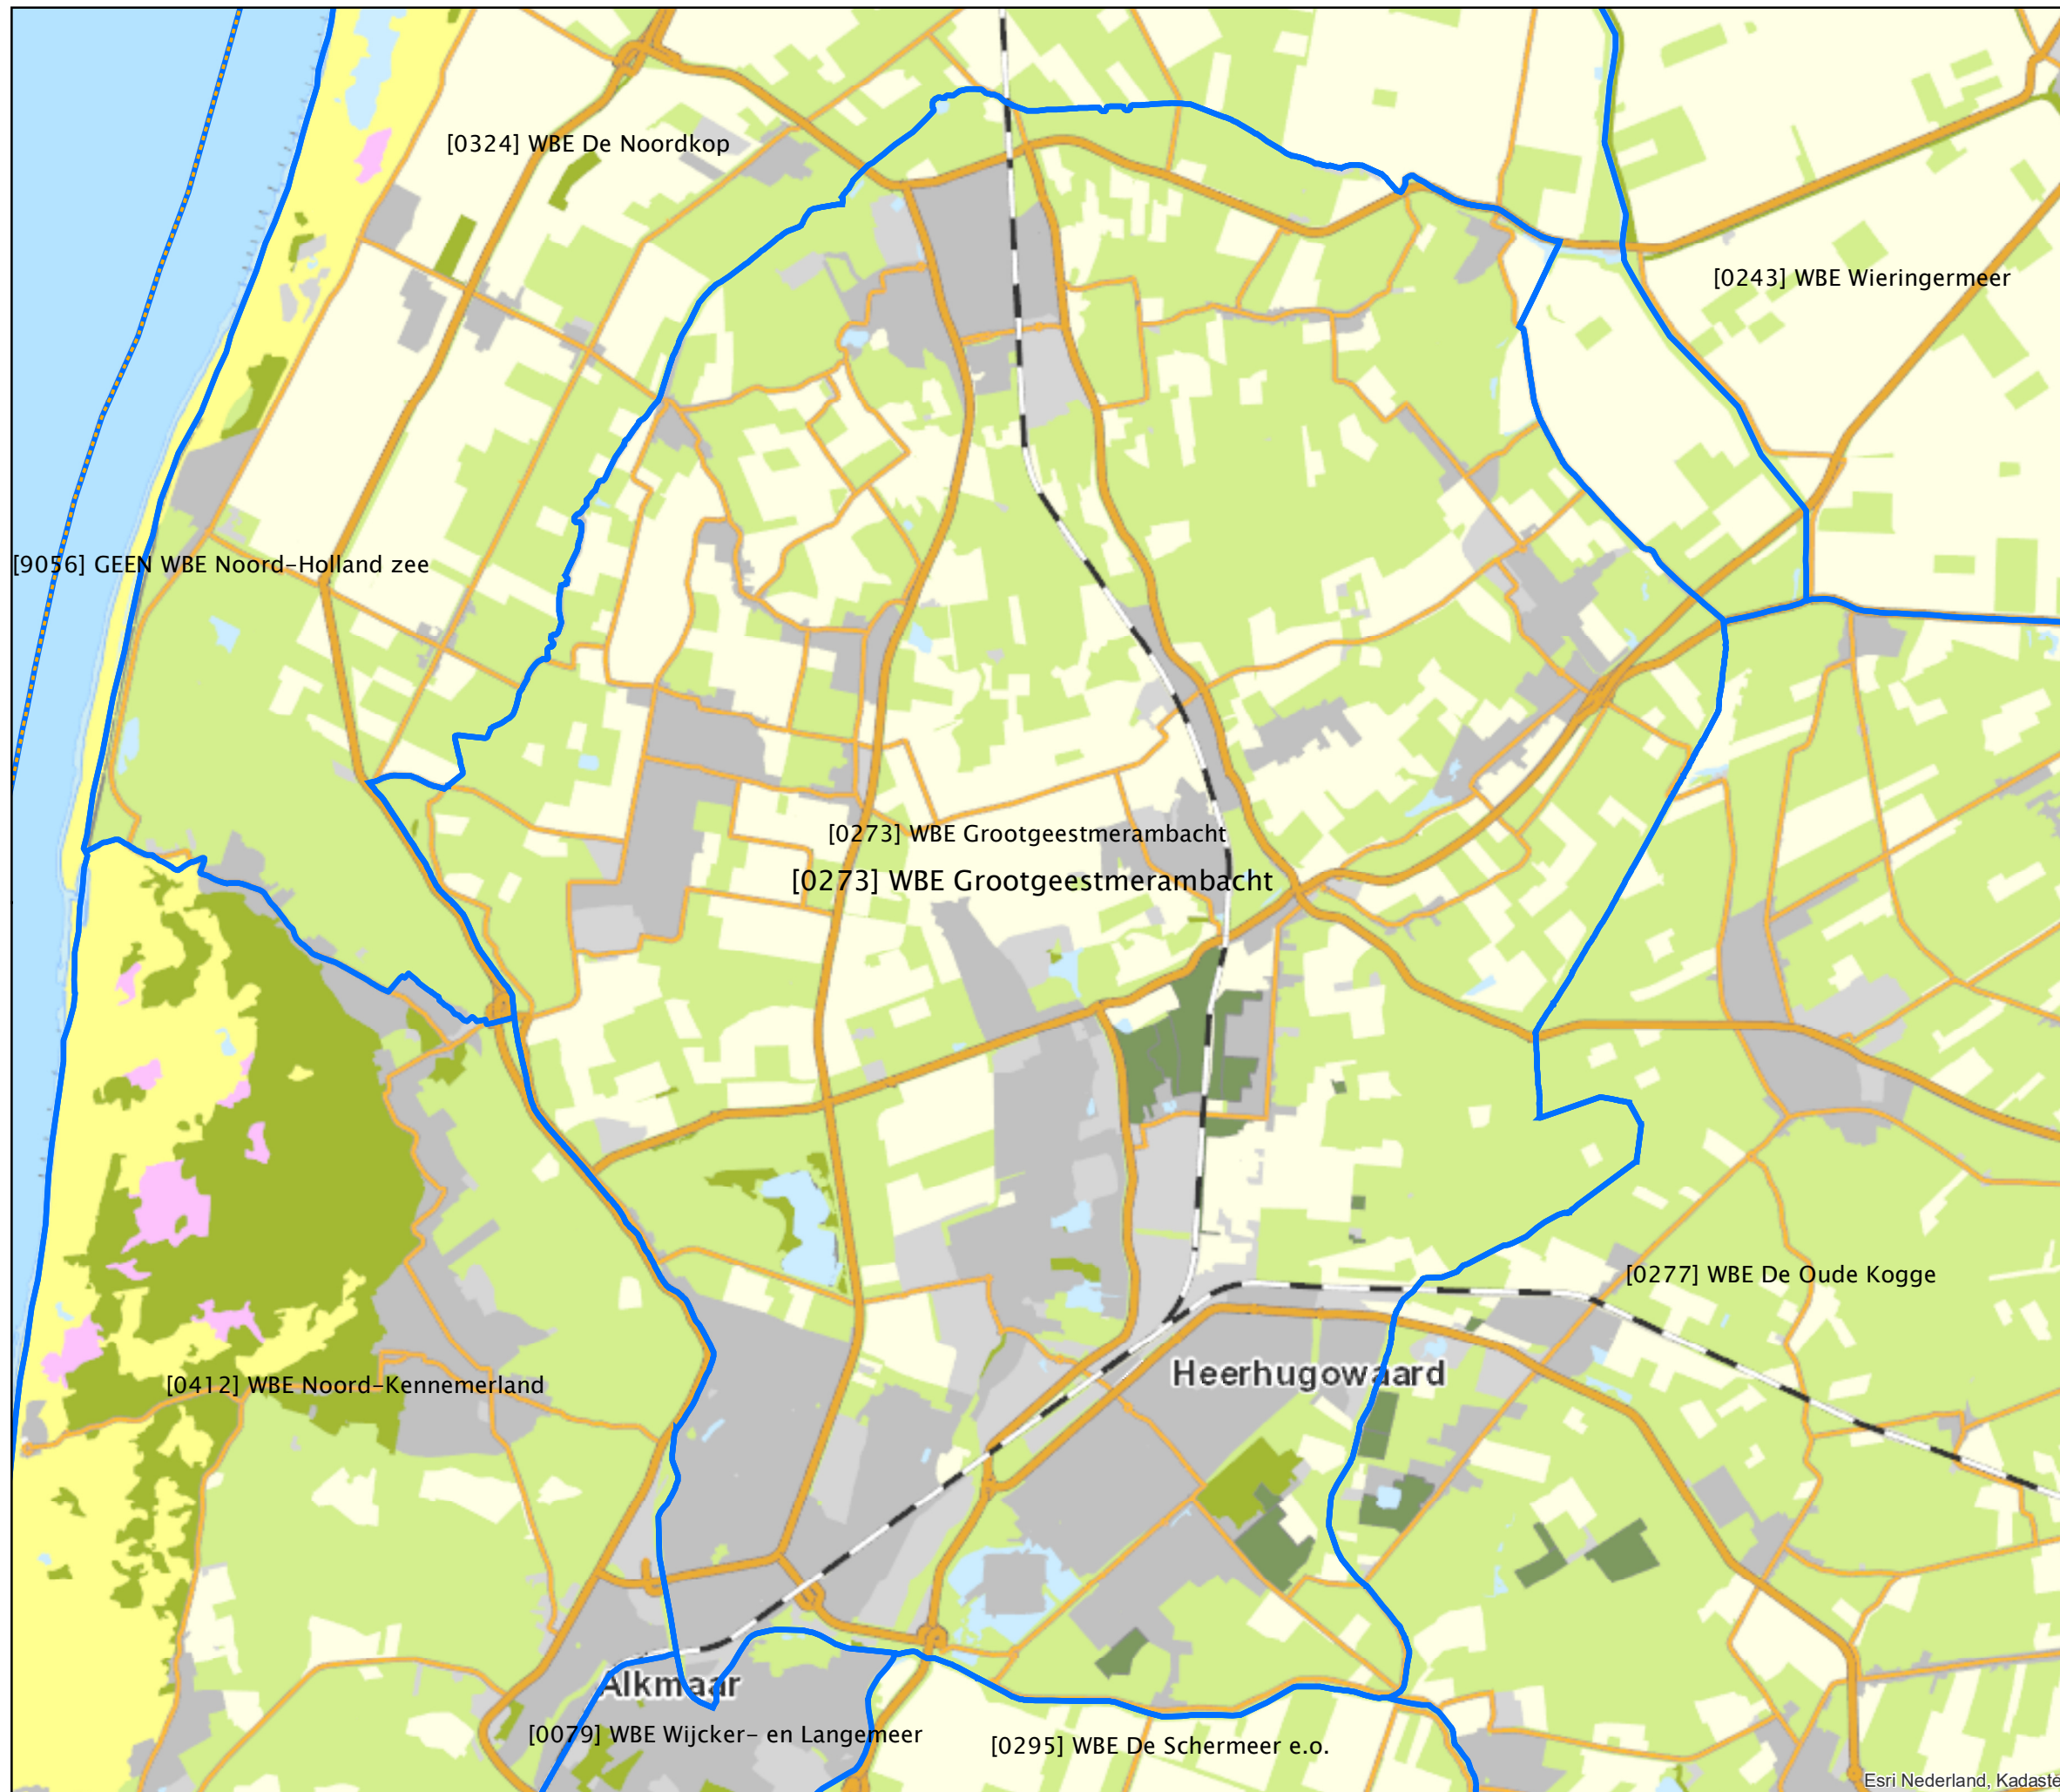 [0324] WBE De Noordkop
[0243] WBE Wieringermeer
[9056] GEEN WBE Noord-Holland zee
[0273] WBE Grootgeestmerambacht
[0273] WBE Grootgeestmerambacht
[0277] WBE De Oude Kogge
Heerhugowaard
[0412] WBE Noord-Kennemerland
Alkmaar
[0079] WBE Wijcker- en Langemeer
[0295] WBE De Schermeer e.o.
Esri Nederland, Kadaste